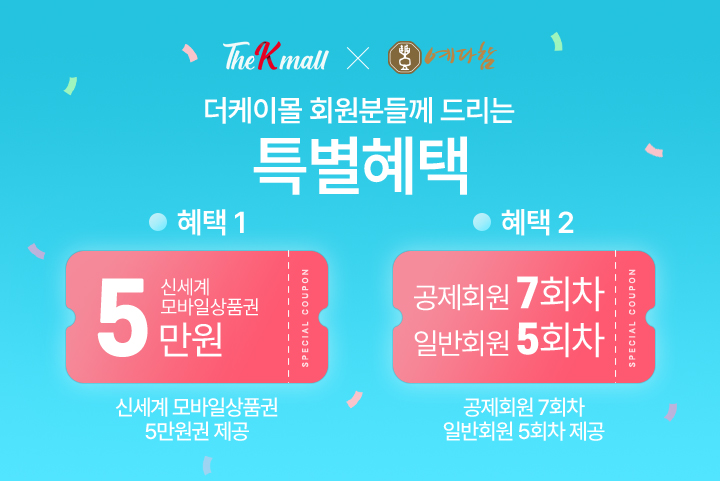 TheKmall × 예다함
더케이몰 회원분들께 드리는
특별혜택
혜택 1
5 신세계
모바일상품권
만원
SPECIAL COUPON
신세계 모바일상품권
5만원권 제공
혜택 2
공제회원 7회차
일반회원 5회차
SPECIAL COUPON
공제회원 7회차
일반회원 5회차 제공